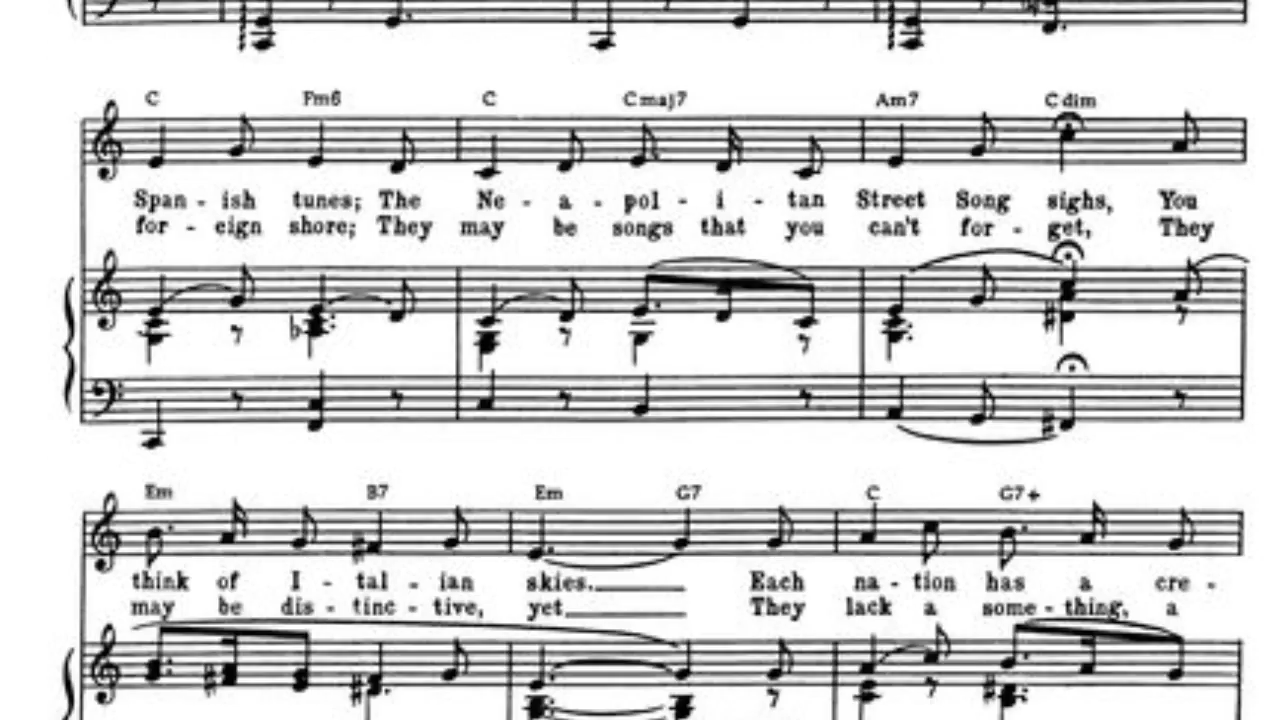 C Fm6 C Cmaj7 Am7 Cdim
Span - ish tunes; The Ne - a - pol - i - tan Street Song sighs, You
for - eign shore; They may be songs that you can't for - get, They
Em B7 Em G7 C G7+
think of I - tal - ian skies. Each na - tion has a cre -
may be dis - tinc - tive, yet They lack a some - thing, a